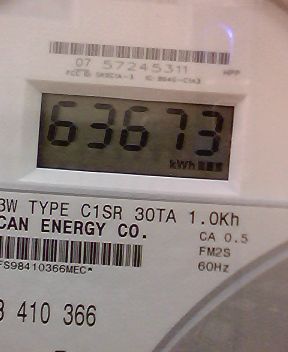 07 57245311
63673
kWh
3W TYPE C1SR 30TA 1.0Kh
CAN ENERGY CO.
CA 0.5
FM2S
60Hz
FS98410366MEC*
410 366